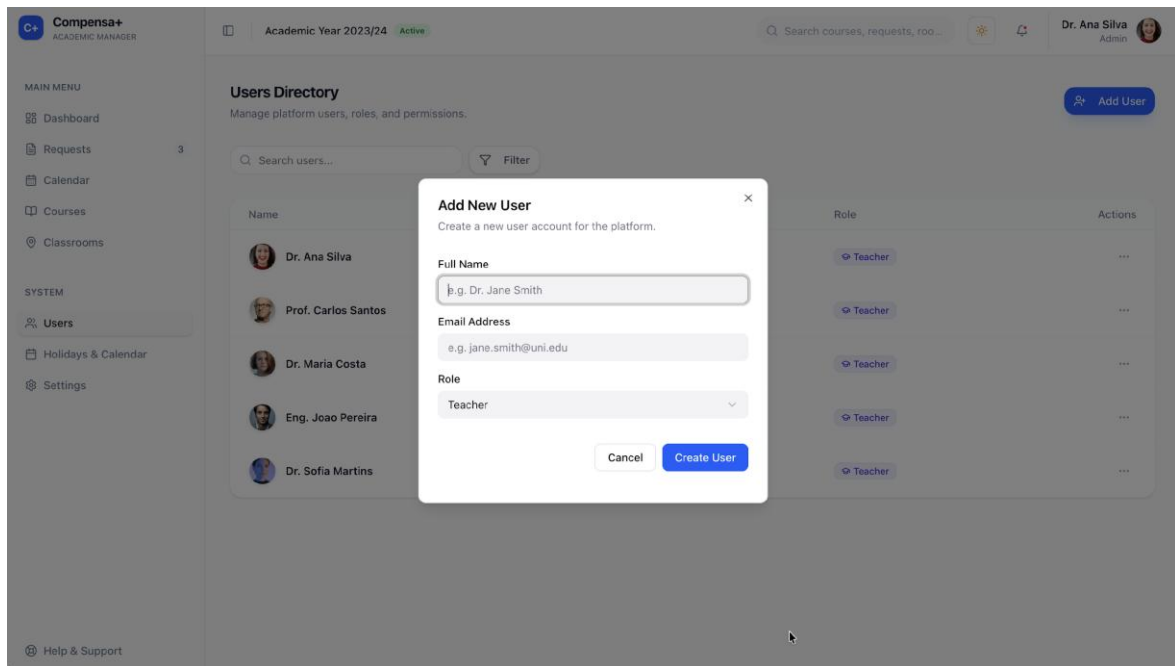 C+
Compensa+
ACADEMIC MANAGER
Academic Year 2023/24 Active
Search courses, requests, roo...
Dr. Ana Silva
Admin
MAIN MENU
Dashboard
Requests 3
Calendar
Courses
Classrooms
SYSTEM
Users
Holidays & Calendar
Settings
Help & Support
Users Directory
Manage platform users, roles, and permissions.
Add User
Search users...
Filter
Name Role Actions
Dr. Ana Silva Teacher ...
Prof. Carlos Santos Teacher ...
Dr. Maria Costa Teacher ...
Eng. Joao Pereira Teacher ...
Dr. Sofia Martins Teacher ...
Add New User
Create a new user account for the platform.
Full Name
e.g. Dr. Jane Smith
Email Address
e.g. jane.smith@uni.edu
Role
Teacher
Cancel Create User